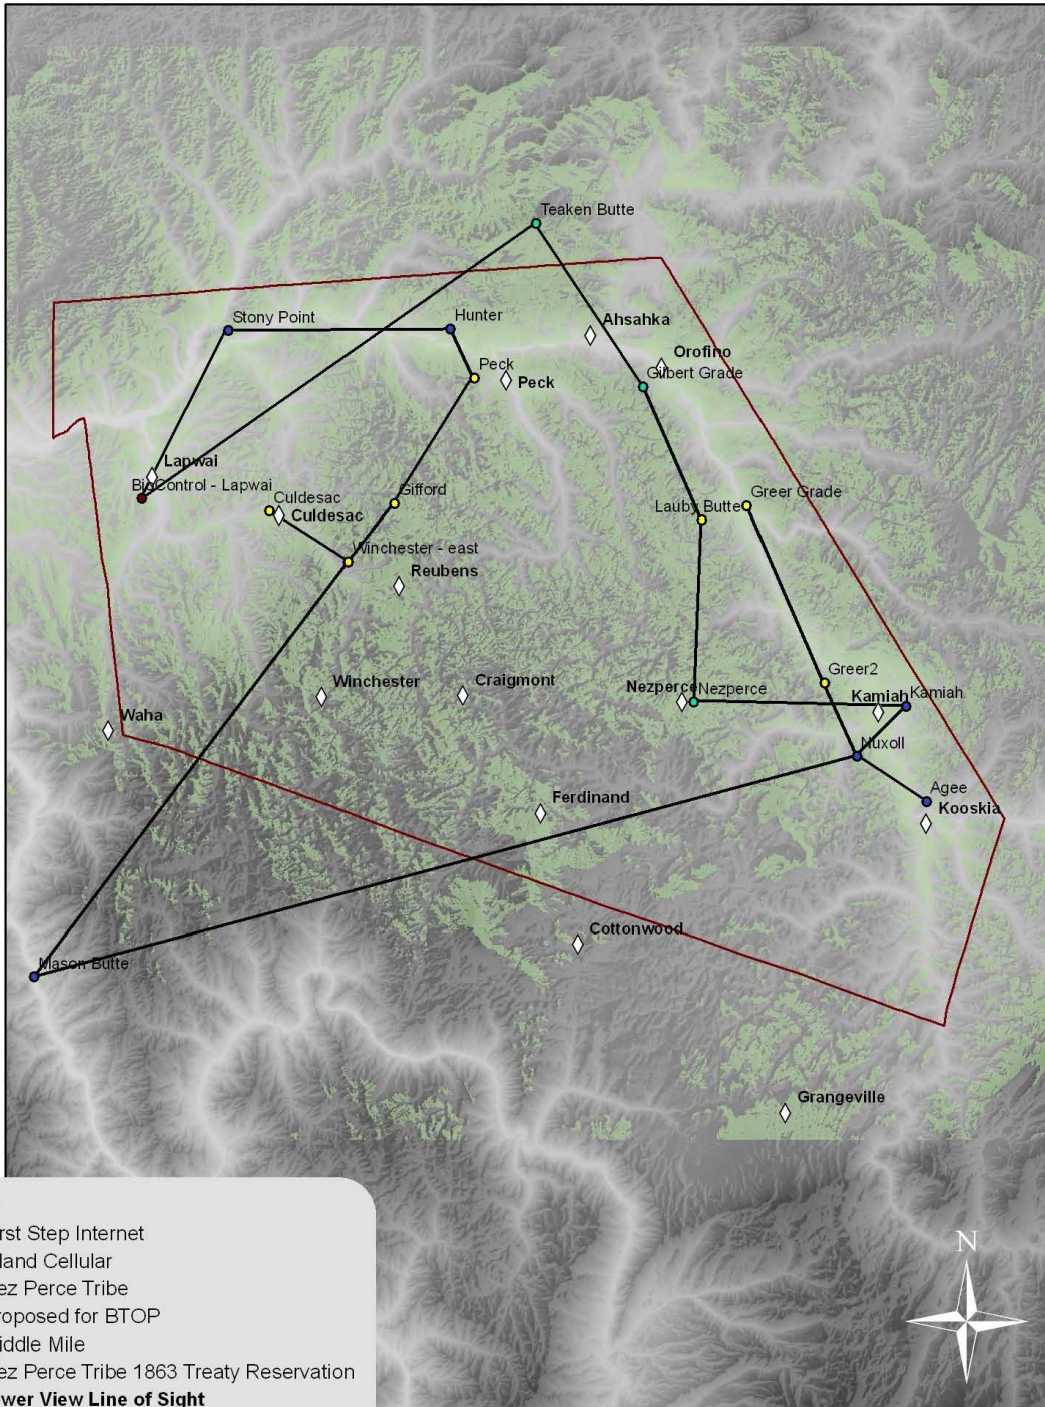 Teaken Butte
Stony Point
Hunter
Ahsahka
Orofino
Peck
Peck
Gilbert Grade
Lapwai
BioControl - Lapwai
Culdesac
Culdesac
Gifford
Lauby Butte
Greer Grade
Winchester - east
Reubens
Winchester
Craigmont
Nezperce
Nezperce
Greer2
Kamiah
Kamiah
Waha
Nuxoll
Agee
Kooskia
Ferdinand
Cottonwood
Mason Butte
Grangeville
N
rst Step Internet
land Cellular
ez Perce Tribe
roposed for BTOP
iddle Mile
ez Perce Tribe 1863 Treaty Reservation
wer View Line of Sight